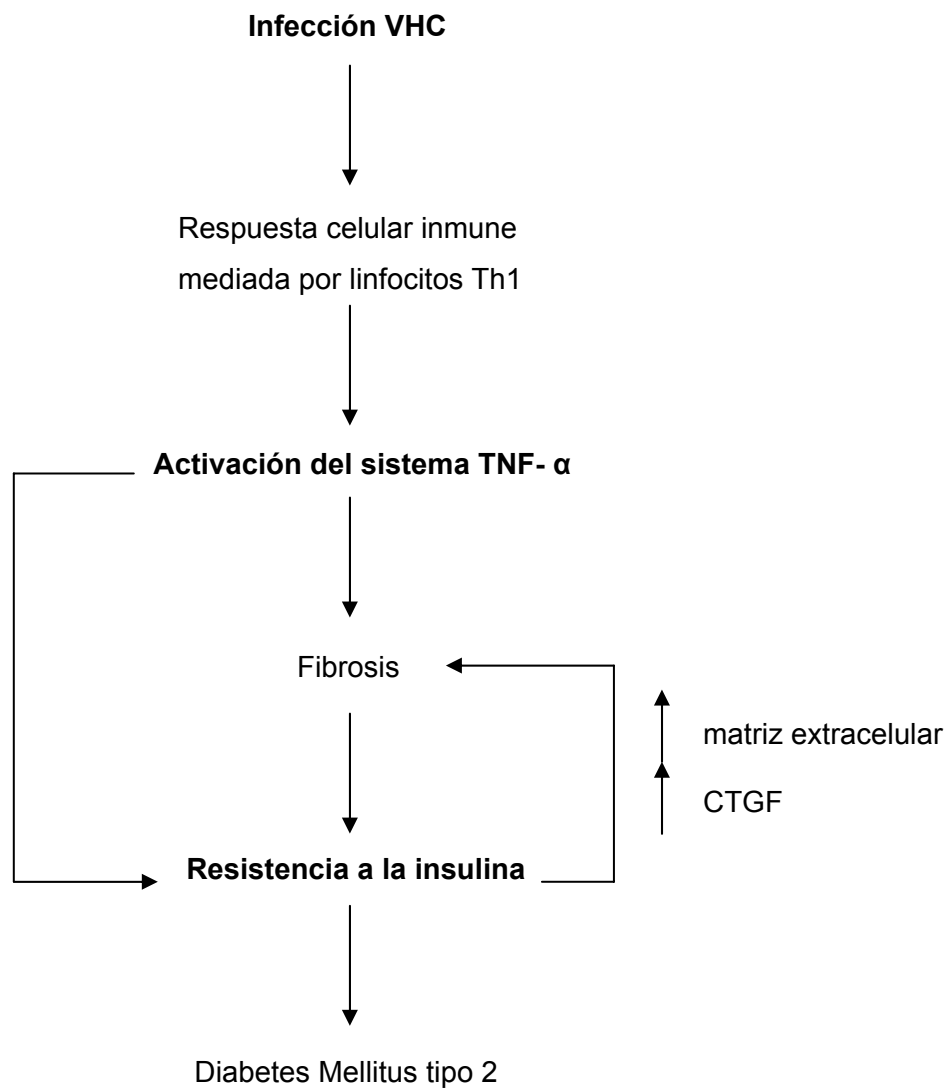 Infección VHC
Respuesta celular inmune
mediada por linfocitos Th1
Activación del sistema TNF- α
Fibrosis
matriz extracelular
CTGF
Resistencia a la insulina
Diabetes Mellitus tipo 2